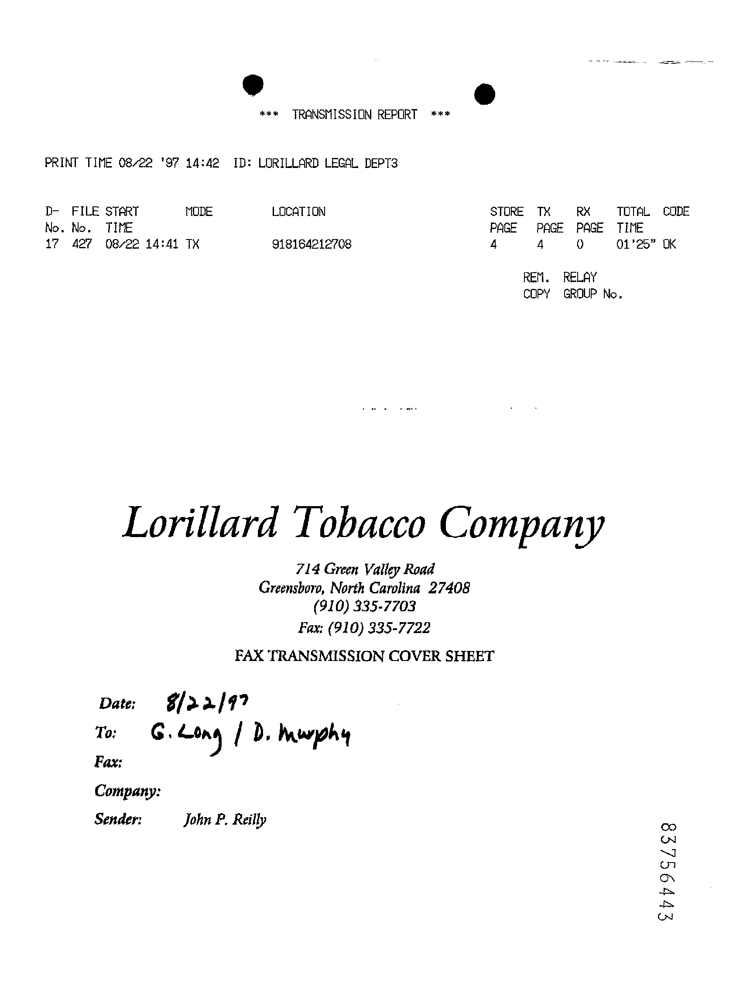 *** TRANSMISSION REPORT ***
PRINT TIME 08/22 '97 14:42 ID: LORILLARD LEGAL DEPT3
D- FILE START MODE LOCATION STORE TX RX TOTAL CODE
No. No. TIME PAGE PAGE PAGE TIME
17 427 08/22 14:41 TX 918164212708 4 4 0 01'25" OK
REM. RELAY
COPY GROUP No.
Lorillard Tobacco Company
714 Green Valley Road
Greensboro, North Carolina 27408
(910) 335-7703
Fax: (910) 335-7722
FAX TRANSMISSION COVER SHEET
Date: 8/22/97
To: G. Long / D. Murphy
Fax:
Company:
Sender: John P. Reilly
83756443